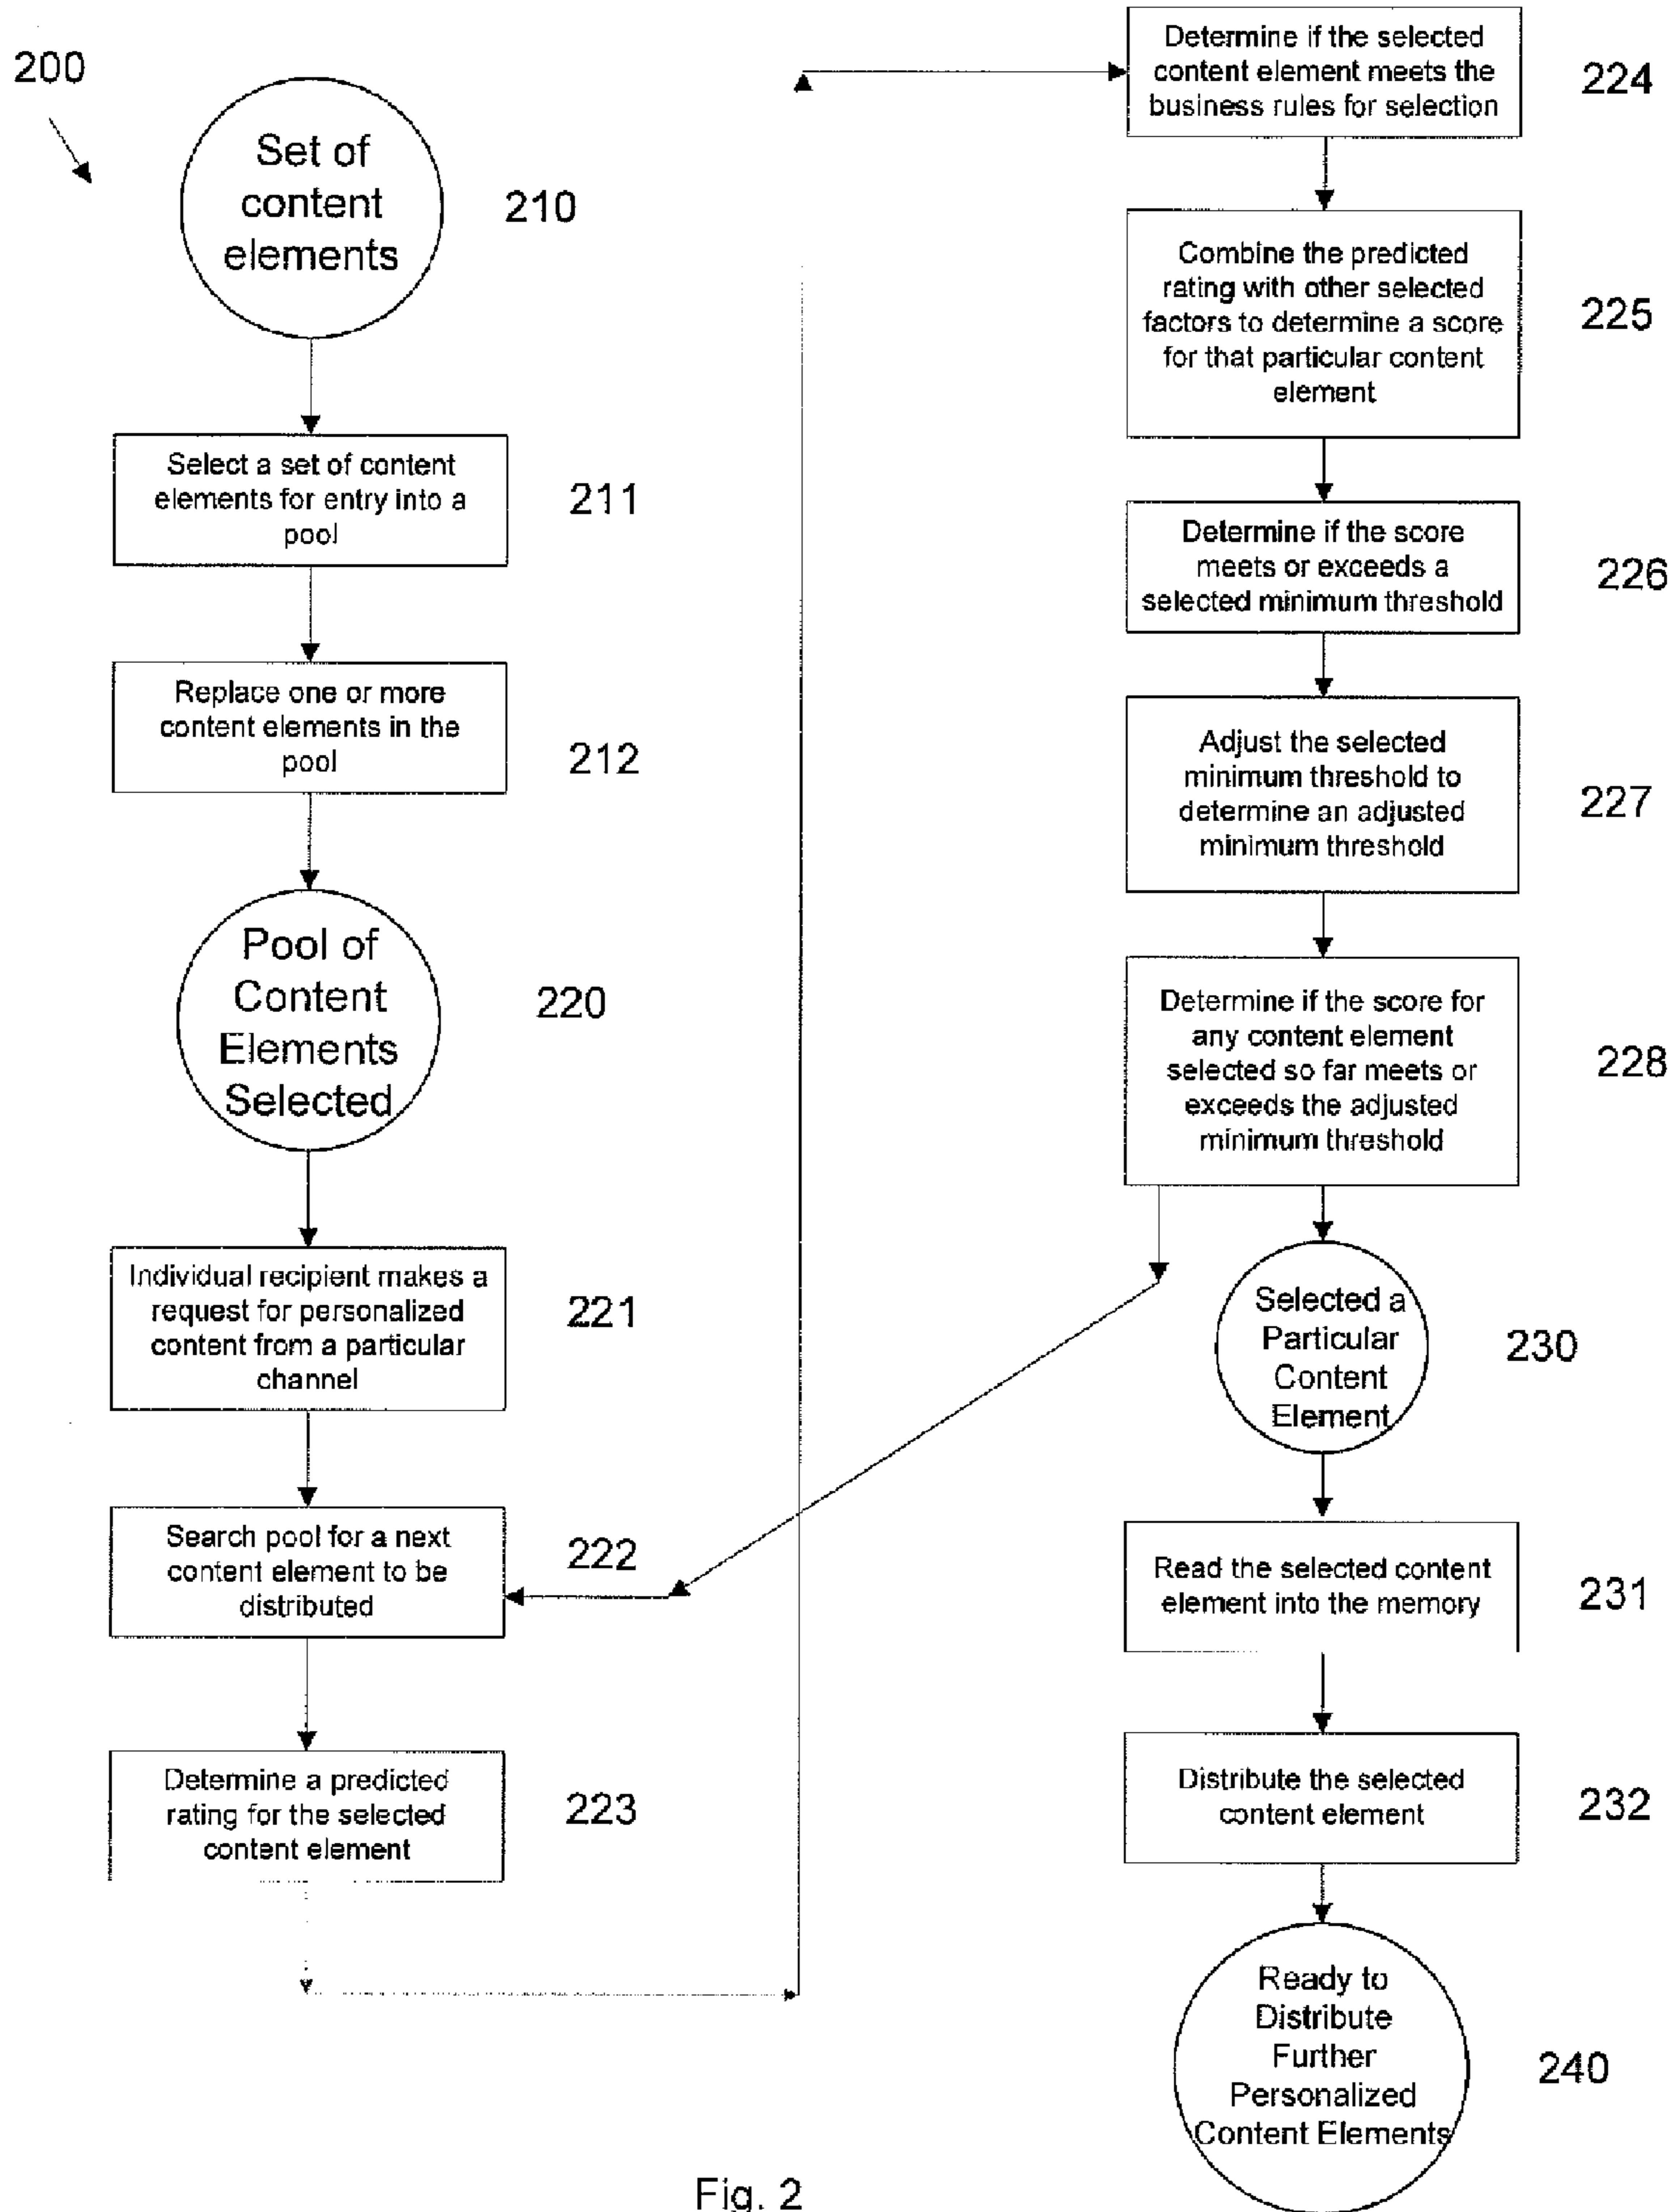 200
Set of
content
elements
210
Select a set of content
elements for entry into a
pool
211
Replace one or more
content elements in the
pool
212
Pool of
Content
Elements
Selected
220
Individual recipient makes a
request for personalized
content from a particular
channel
221
Search pool for a next
content element to be
distributed
222
Determine a predicted
rating for the selected
content element
223
Determine if the selected
content element meets the
business rules for selection
224
Combine the predicted
rating with other selected
factors to determine a score
for that particular content
element
225
Determine if the score
meets or exceeds a
selected minimum threshold
226
Adjust the selected
minimum threshold to
determine an adjusted
minimum threshold
227
Determine if the score for
any content element
selected so far meets or
exceeds the adjusted
minimum threshold
228
Selected a
Particular
Content
Element
230
Read the selected content
element into the memory
231
Distribute the selected
content element
232
Ready to
Distribute
Further
Personalized
Content Elements
240
Fig. 2